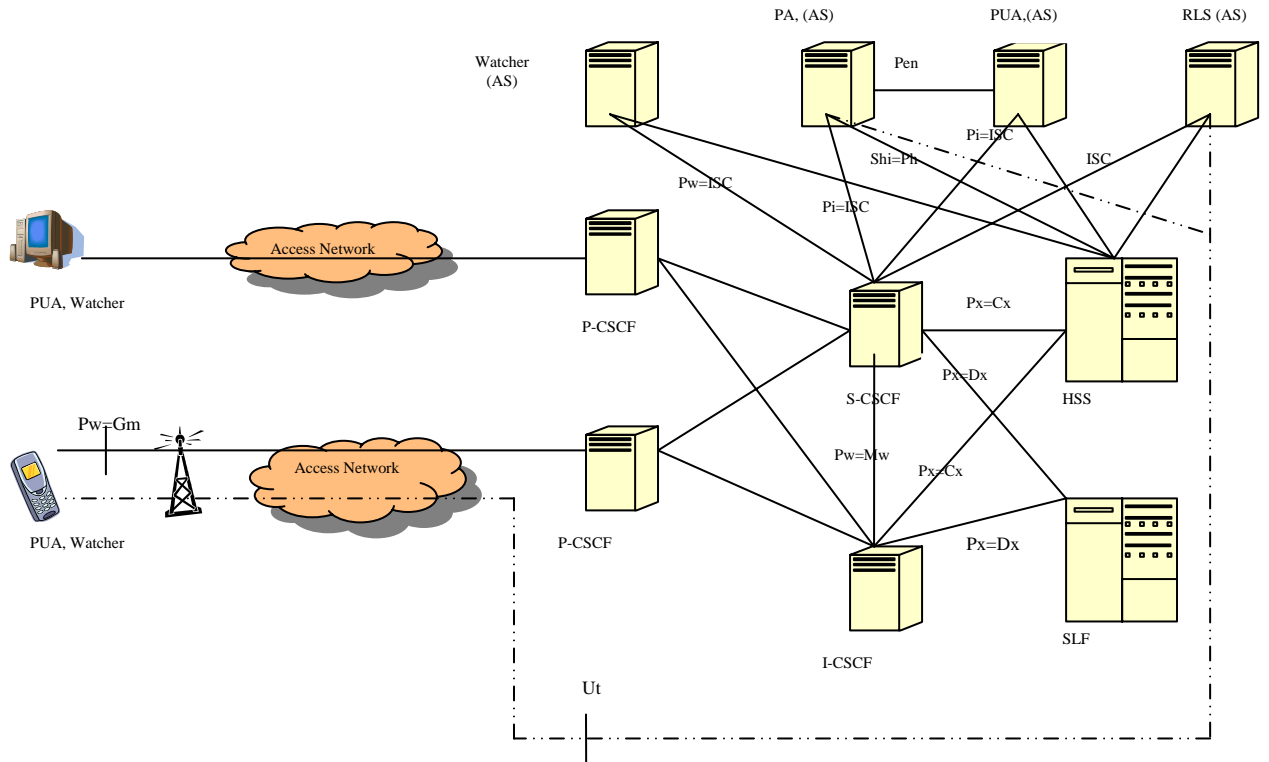 PA, (AS)
PUA,(AS)
RLS (AS)
Watcher
(AS)
Pen
Pi=ISC
Shi=Ph
ISC
Pw=ISC
Pi=ISC
Access Network
PUA, Watcher
P-CSCF
Px=Cx
Px=Dx
S-CSCF
HSS
Pw=Gm
Pw=Mw
Px=Cx
Access Network
PUA, Watcher
P-CSCF
Px=Dx
I-CSCF
SLF
Ut